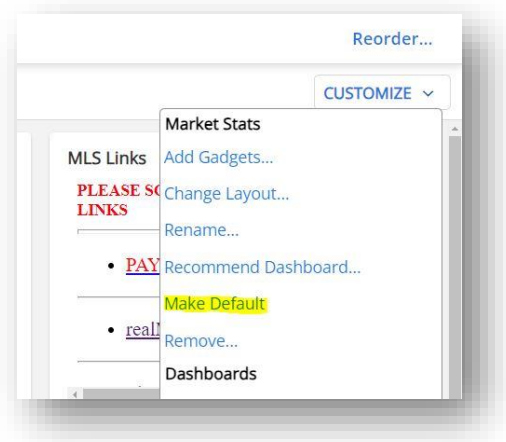 Reorder...
CUSTOMIZE
Market Stats
MLS Links
Add Gadgets...
PLEASE
LINKS
Change Layout...
Rename...
PAY
Recommend Dashboard...
Make Default
Remove...
Dashboards